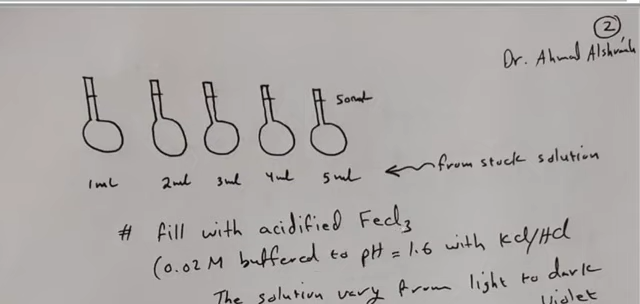 2
Dr. Ahmad
50mL
1mL 2mL 3mL 4mL 5mL from stock solution
# fill with acidified FeCl3
(0.02 M buffered to pH = 1.6 with KCl/HCl
The solution vary from light to dark
violet